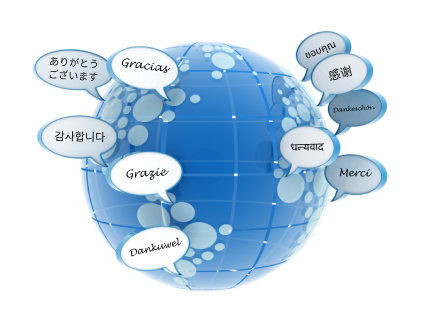 ありがとう
ございます
Gracias
ขอบคุณ
感谢
Dankeschön
감사합니다
धन्यवाद
Grazie
Merci
Dankuwel